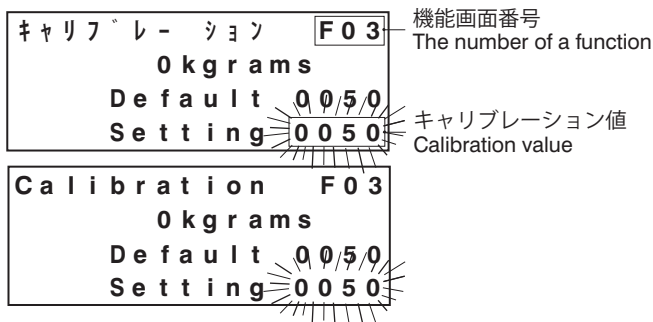 キャリブレーション F03
機能画面番号
The number of a function
0kgrams
Default 0050
Setting 0050
キャリブレーション値
Calibration value
Calibration F03
0kgrams
Default 0050
Setting 0050